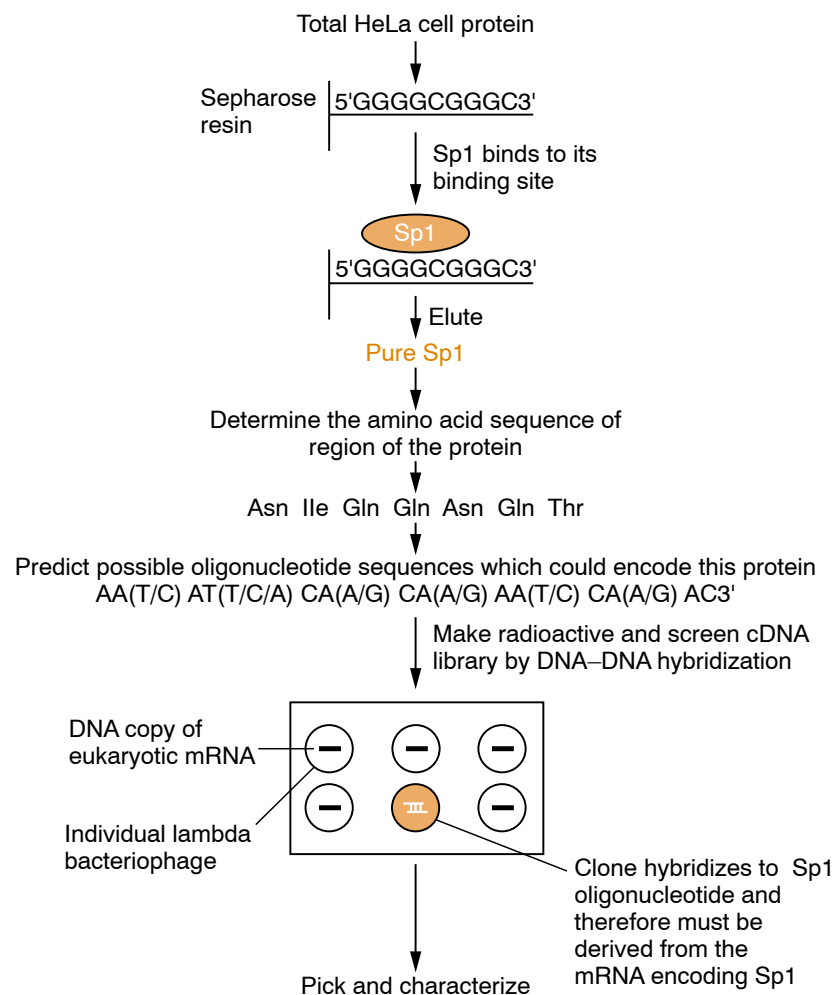 Total HeLa cell protein
Sepharose
resin
5'GGGGCGGGC3'
Sp1 binds to its
binding site
Sp1
5'GGGGCGGGC3'
Elute
Pure Sp1
Determine the amino acid sequence of
region of the protein
Asn IIe Gln Gln Asn Gln Thr
Predict possible oligonucleotide sequences which could encode this protein
AA(T/C) AT(T/C/A) CA(A/G) CA(A/G) AA(T/C) CA(A/G) AC3'
Make radioactive and screen cDNA
library by DNA–DNA hybridization
DNA copy of
eukaryotic mRNA
Individual lambda
bacteriophage
Clone hybridizes to Sp1
oligonucleotide and
therefore must be
derived from the
mRNA encoding Sp1
Pick and characterize